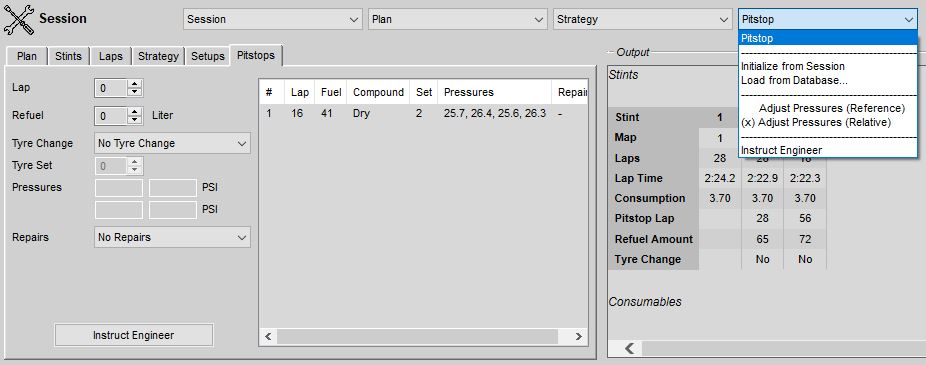 Session
Session Plan Strategy Pitstop
Pitstop
Initialize from Session
Load from Database...
Adjust Pressures (Reference)
(x) Adjust Pressures (Relative)
Instruct Engineer
Plan Stints Laps Strategy Setups Pitstops
Lap 0
Refuel 0 Liter
Tyre Change No Tyre Change
Tyre Set 0
Pressures PSI
PSI
Repairs No Repairs
Instruct Engineer
# Lap Fuel Compound Set Pressures Repairs
1 16 41 Dry 2 25.7, 26.4, 25.6, 26.3 -
Output
Stints
Stint 1
Map 1
Laps 28 28 16
Lap Time 2:24.2 2:22.9 2:22.3
Consumption 3.70 3.70 3.70
Pitstop Lap 28 56
Refuel Amount 65 72
Tyre Change No No
Consumables